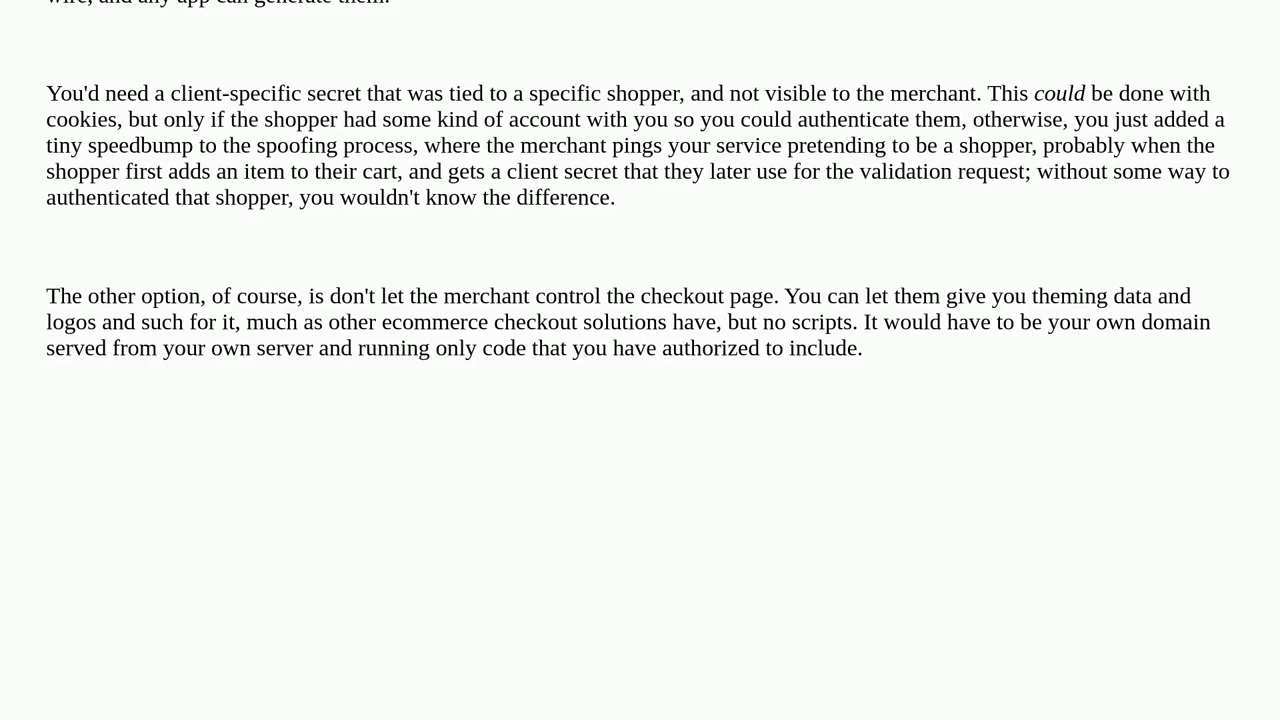 wire, and any app can generate them.
You'd need a client-specific secret that was tied to a specific shopper, and not visible to the merchant. This could be done with
cookies, but only if the shopper had some kind of account with you so you could authenticate them, otherwise, you just added a
tiny speedbump to the spoofing process, where the merchant pings your service pretending to be a shopper, probably when the
shopper first adds an item to their cart, and gets a client secret that they later use for the validation request; without some way to
authenticated that shopper, you wouldn't know the difference.
The other option, of course, is don't let the merchant control the checkout page. You can let them give you theming data and
logos and such for it, much as other ecommerce checkout solutions have, but no scripts. It would have to be your own domain
served from your own server and running only code that you have authorized to include.